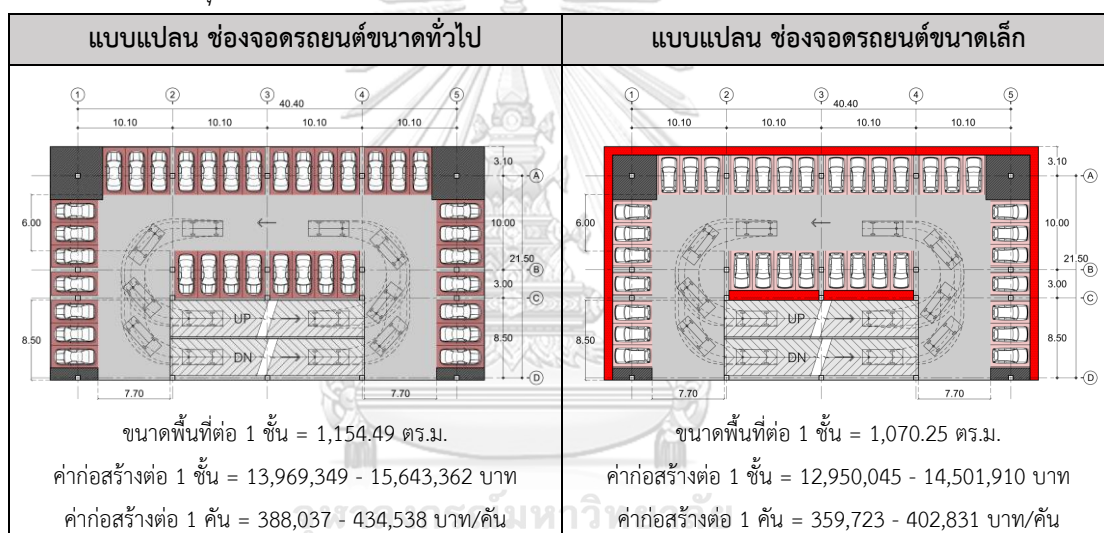 แบบแปลน ช่องจอดรถยนต์ขนาดทั่วไป
1 2 3 4 5
40.40
10.10 10.10 10.10 10.10
3.10
A
6.00
10.00
21.50
B
3.00
C
UP
8.50
8.50
DN
D
7.70 7.70
ขนาดพื้นที่ต่อ 1 ชั้น = 1,154.49 ตร.ม.
ค่าก่อสร้างต่อ 1 ชั้น = 13,969,349 - 15,643,362 บาท
ค่าก่อสร้างต่อ 1 คัน = 388,037 - 434,538 บาท/คัน
แบบแปลน ช่องจอดรถยนต์ขนาดเล็ก
1 2 3 4 5
40.40
10.10 10.10 10.10 10.10
3.10
A
6.00
10.00
21.50
B
3.00
C
UP
8.50
8.50
DN
D
7.70 7.70
ขนาดพื้นที่ต่อ 1 ชั้น = 1,070.25 ตร.ม.
ค่าก่อสร้างต่อ 1 ชั้น = 12,950,045 - 14,501,910 บาท
ค่าก่อสร้างต่อ 1 คัน = 359,723 - 402,831 บาท/คัน